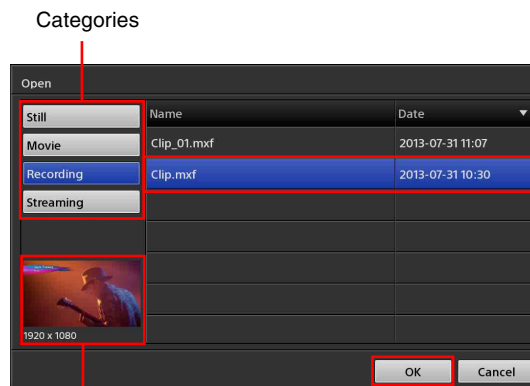 Categories
Open
Still
Movie
Recording
Streaming
Name Date
Clip_01.mxf 2013-07-31 11:07
Clip.mxf 2013-07-31 10:30
1920 x 1080
OK Cancel